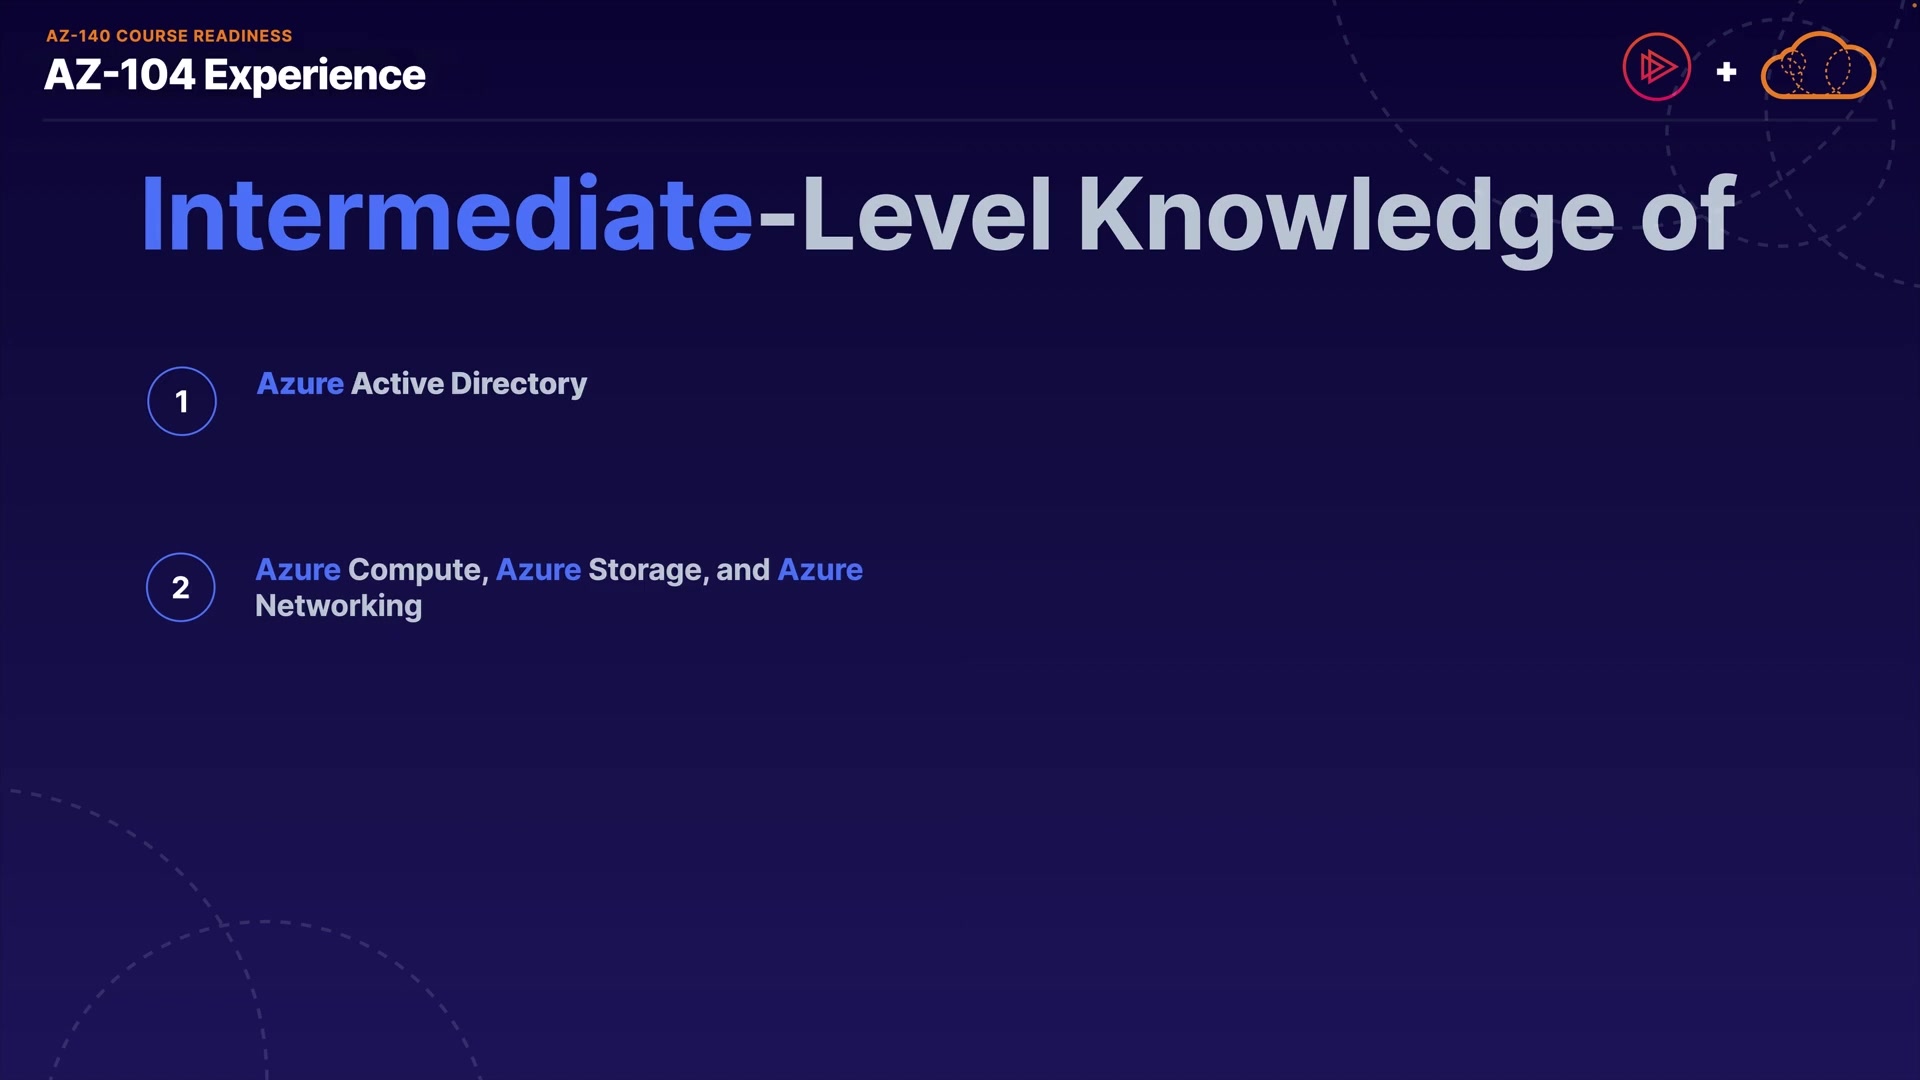 AZ-140 COURSE READINESS
AZ-104 Experience
+
Intermediate-Level Knowledge of
1
Azure Active Directory
2
Azure Compute, Azure Storage, and Azure
Networking